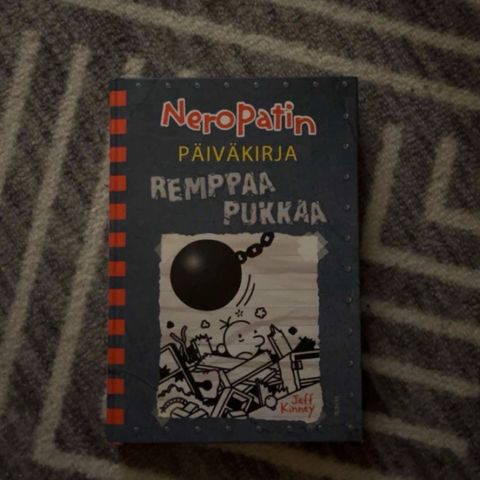 Neropatin
PÄIVÄKIRJA
REMPPAA
PUKKAA
Jeff
Kinney